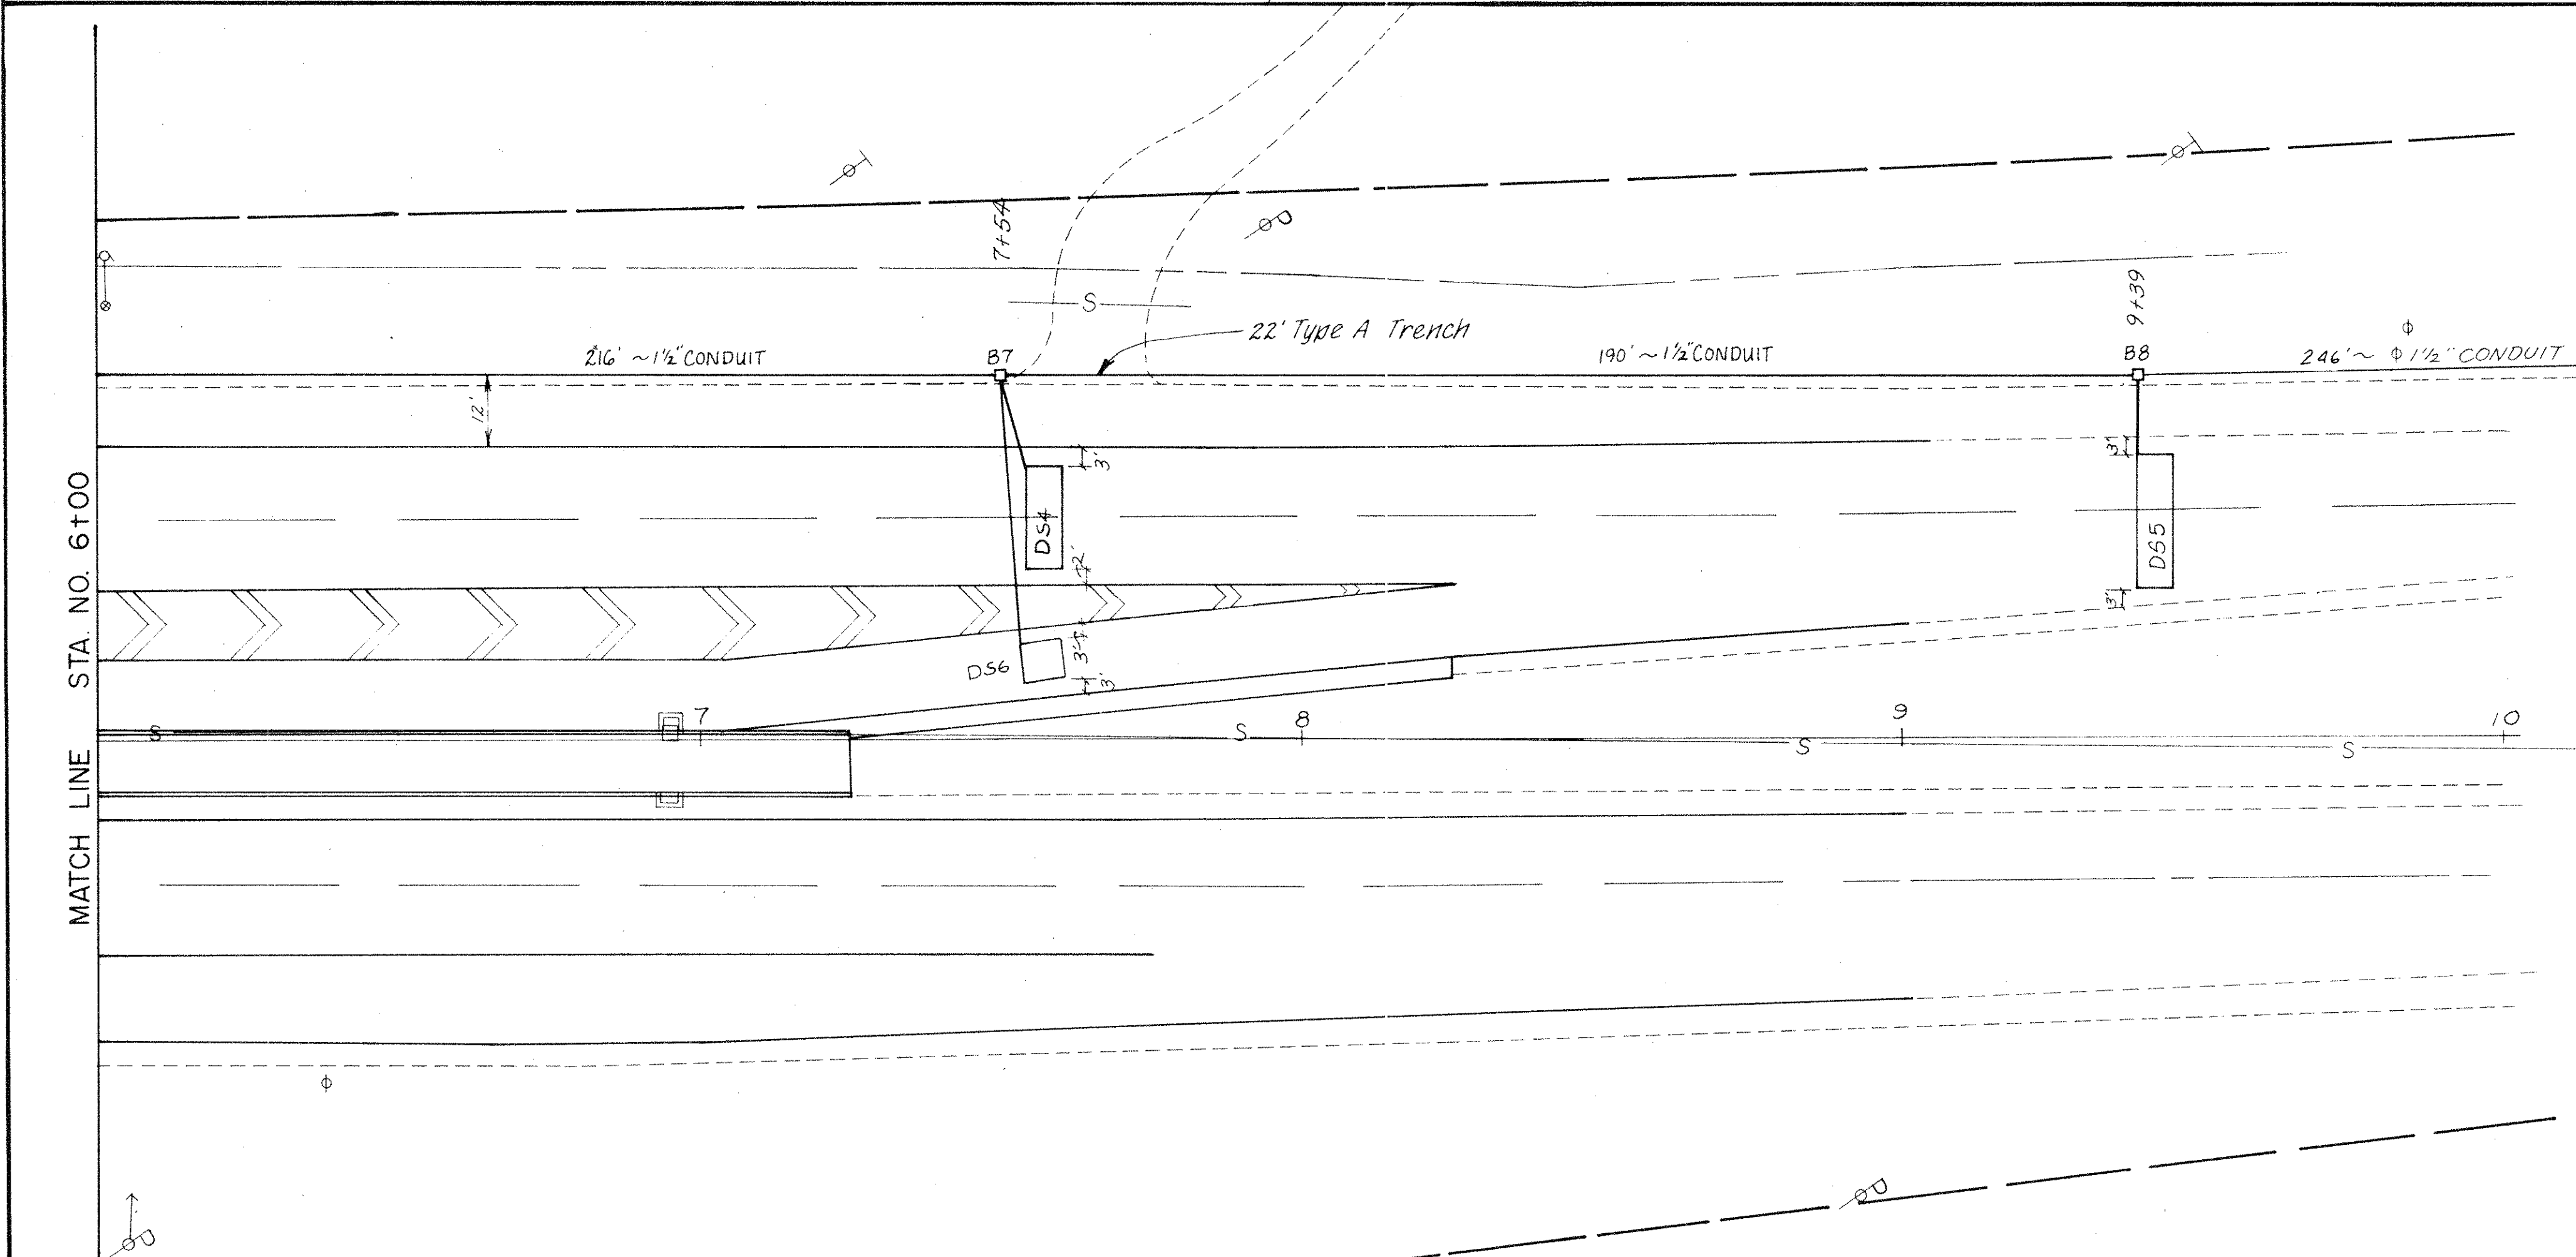 7+54
S
9+39
22' Type A Trench
216' ~ 1½" CONDUIT
B7
190' ~ 1½" CONDUIT
B8
246' ~ ɸ 1½" CONDUIT
12'
3'
3'
DS4
DS5
2'
3'
3'
DS6
3'
MATCH LINE STA. NO. 6+00
S
7
S
8
S
9
S
10